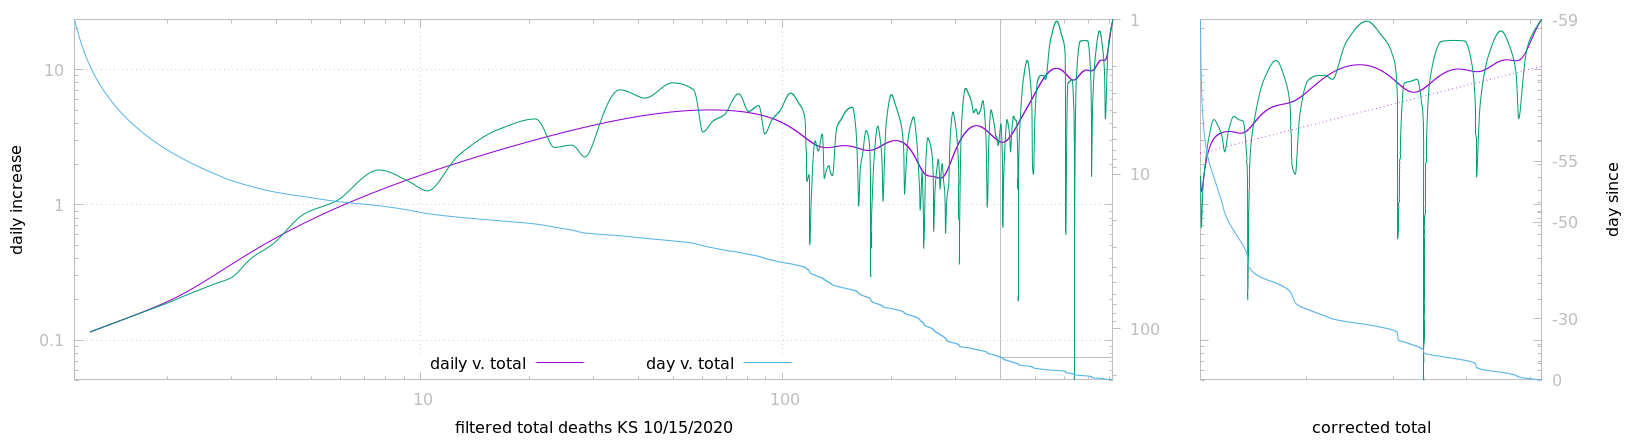 10
1
0.1
daily increase
daily v. total
day v. total
10
100
1
10
100
filtered total deaths KS 10/15/2020
-59
-55
-50
-30
0
day since
corrected total